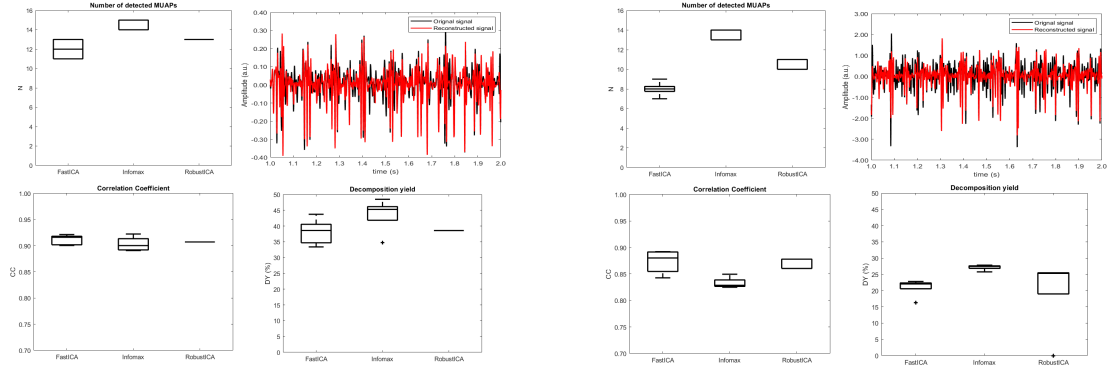 Number of detected MUAPs
16
14
12
10
8
6
4
2
0
N
FastICA Infomax RobustICA
Orignal signal
Reconstructed signal
0.40
0.30
0.20
0.10
0.00
-0.10
-0.20
-0.30
-0.40
Amplitude (a.u.)
1.0 1.1 1.2 1.3 1.4 1.5 1.6 1.7 1.8 1.9 2.0
time (s)
Correlation Coefficient
1.00
0.95
0.90
0.85
0.80
0.75
0.70
CC
FastICA Infomax RobustICA
Decomposition yield
50
45
40
35
30
25
20
15
10
5
0
DY (%)
FastICA Infomax RobustICA
Number of detected MUAPs
16
14
12
10
8
6
4
2
0
N
FastICA Infomax RobustICA
Orignal signal
Reconstructed signal
3.00
2.00
1.00
0.00
-1.00
-2.00
-3.00
-4.00
Amplitude (a.u.)
1.0 1.1 1.2 1.3 1.4 1.5 1.6 1.7 1.8 1.9 2.0
time (s)
Correlation Coefficient
1.00
0.95
0.90
0.85
0.80
0.75
0.70
CC
FastICA Infomax RobustICA
Decomposition yield
50
45
40
35
30
25
20
15
10
5
0
DY (%)
FastICA Infomax RobustICA